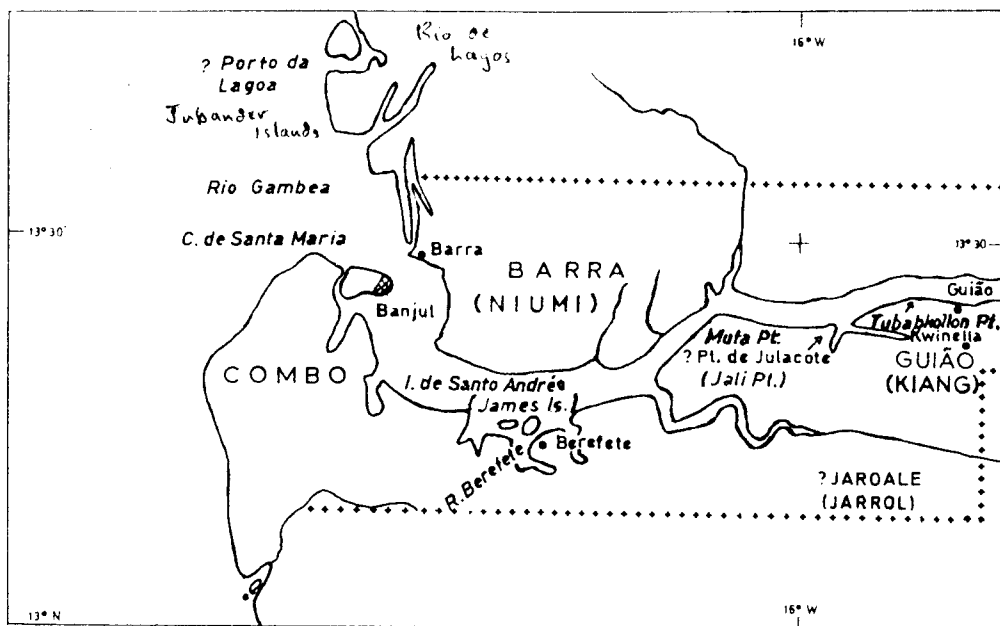 Rio de
Lagos
16° W
? Porto da
Lagoa
Jubander
Islands
Rio Gambea
13° 30'
C. de Santa Maria
Barra
13° 30
BARRA
(NIUMI)
Banjul
Guião
Tubabkollon Pt.
Kwinella
Muta Pt.
? Pt. de Julacote
(Jali Pt.)
GUIÃO
(KIANG)
COMBO
I. de Santo Andrés
James Is.
Berefete
R. Berefete
? JAROALE
(JARROL)
13° N
16° W